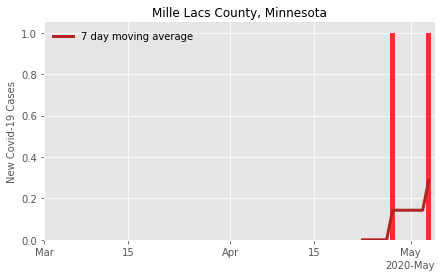 Mille Lacs County, Minnesota
7 day moving average
New Covid-19 Cases
1.0
0.8
0.6
0.4
0.2
0.0
Mar
15
Apr
15
May
2020-May